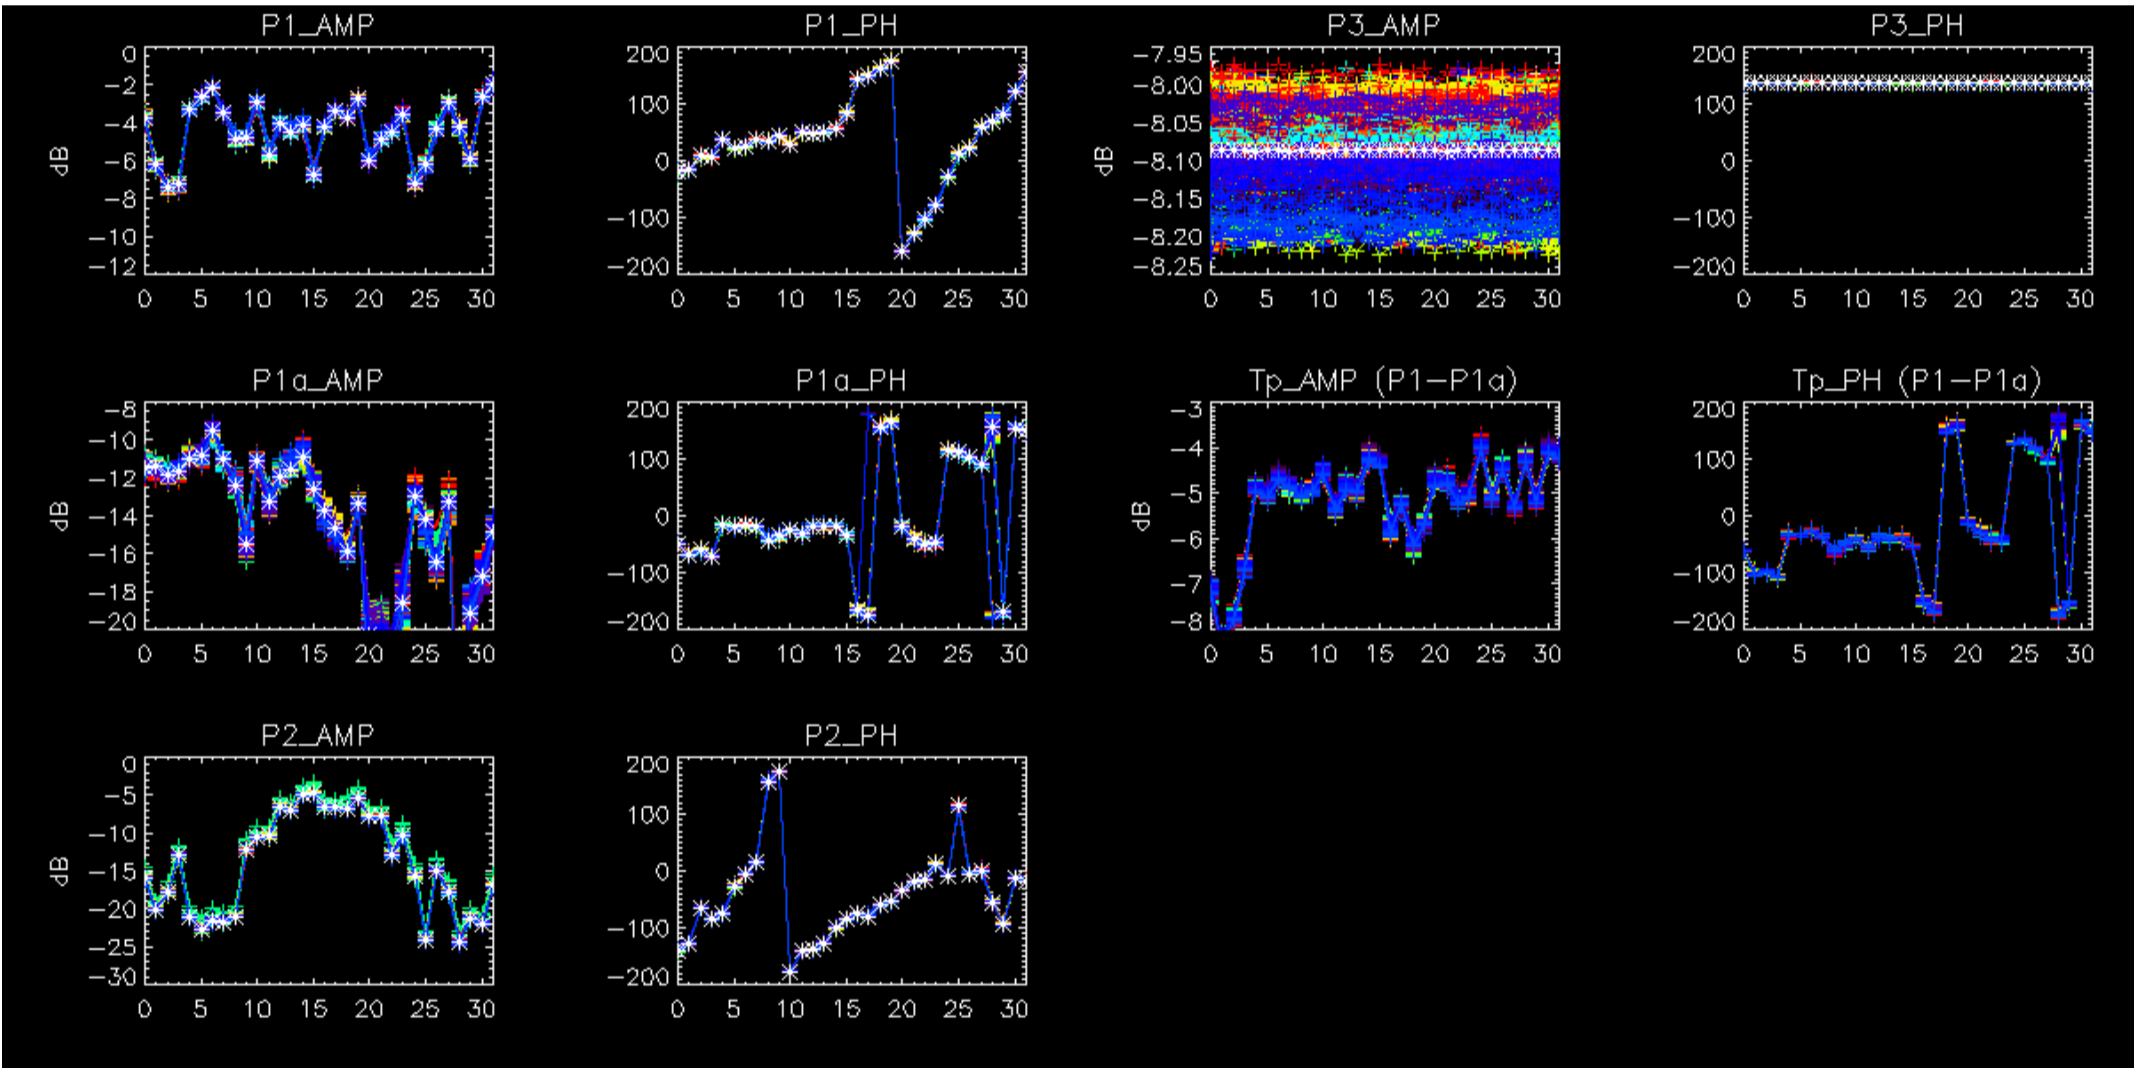 P1_AMP
dB
0
−2
−4
−6
−8
−10
−12
0 5 10 15 20 25 30
P1_PH
200
100
0
−100
−200
0 5 10 15 20 25 30
P3_AMP
dB
−7.95
−8.00
−8.05
−8.10
−8.15
−8.20
−8.25
0 5 10 15 20 25 30
P3_PH
200
100
0
−100
−200
0 5 10 15 20 25 30
P1a_AMP
dB
−8
−10
−12
−14
−16
−18
−20
0 5 10 15 20 25 30
P1a_PH
200
100
0
−100
−200
0 5 10 15 20 25 30
Tp_AMP (P1−P1a)
dB
−3
−4
−5
−6
−7
−8
0 5 10 15 20 25 30
Tp_PH (P1−P1a)
200
100
0
−100
−200
0 5 10 15 20 25 30
P2_AMP
dB
0
−5
−10
−15
−20
−25
−30
0 5 10 15 20 25 30
P2_PH
200
100
0
−100
−200
0 5 10 15 20 25 30